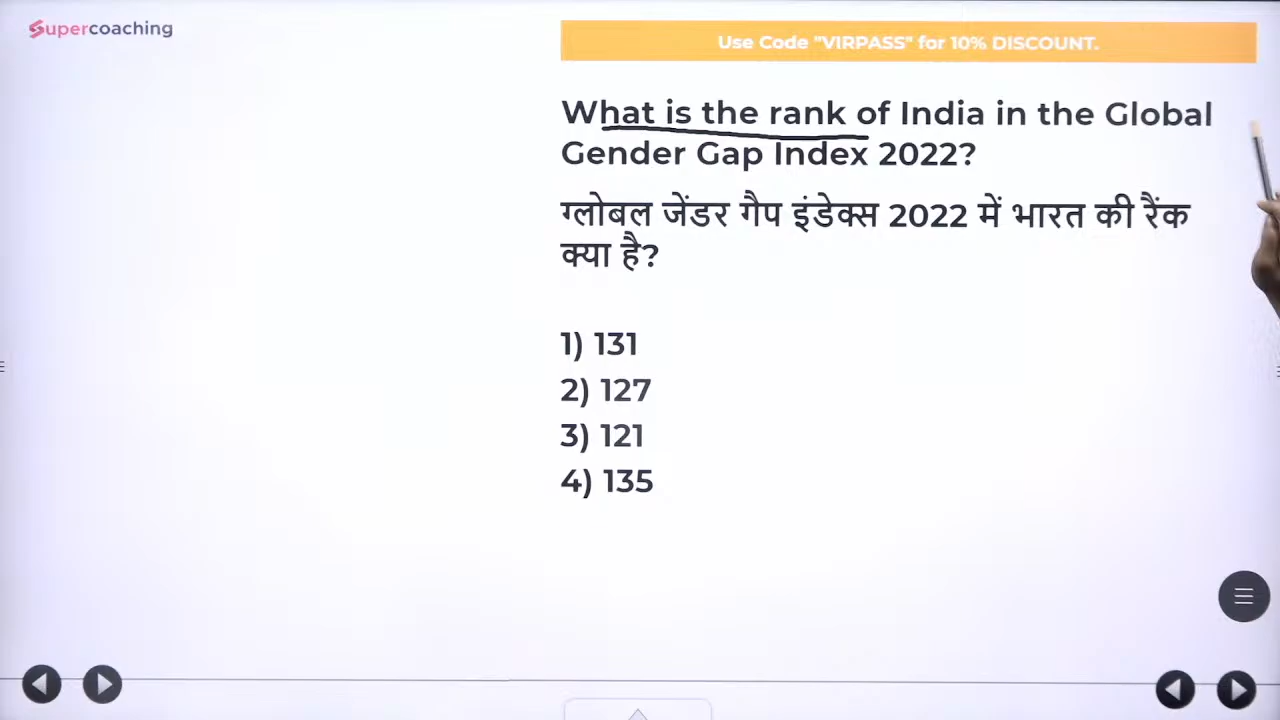 Supercoaching
Use Code "VIRPASS" for 10% DISCOUNT.
What is the rank of India in the Global
Gender Gap Index 2022?
ग्लोबल जेंडर गैप इंडेक्स 2022 में भारत की रैंक
क्या है?
1) 131
2) 127
3) 121
4) 135